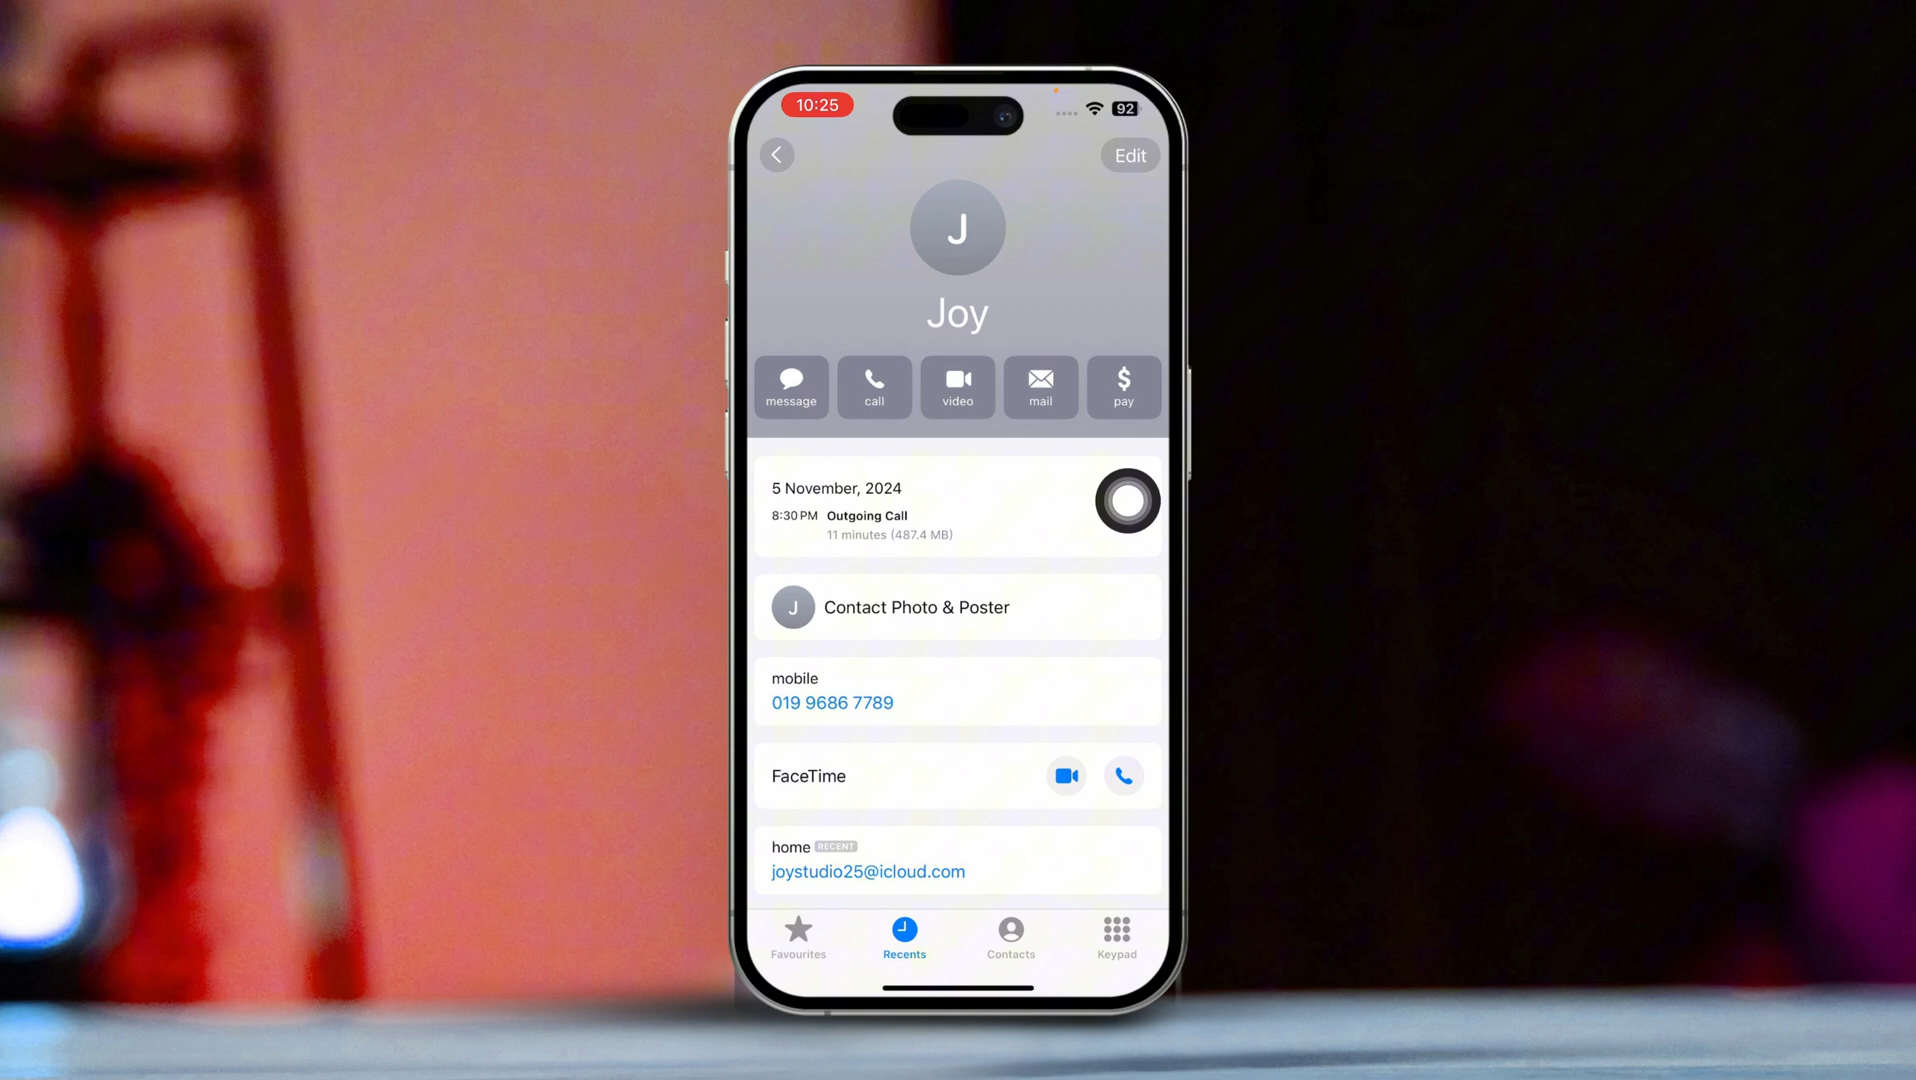 10:25
92
Edit
J
Joy
message call video mail pay
5 November, 2024
8:30 PM Outgoing Call
11 minutes (487.4 MB)
J Contact Photo & Poster
mobile
019 9686 7789
FaceTime
home RECENT
joystudio25@icloud.com
Favourites Recents Contacts Keypad